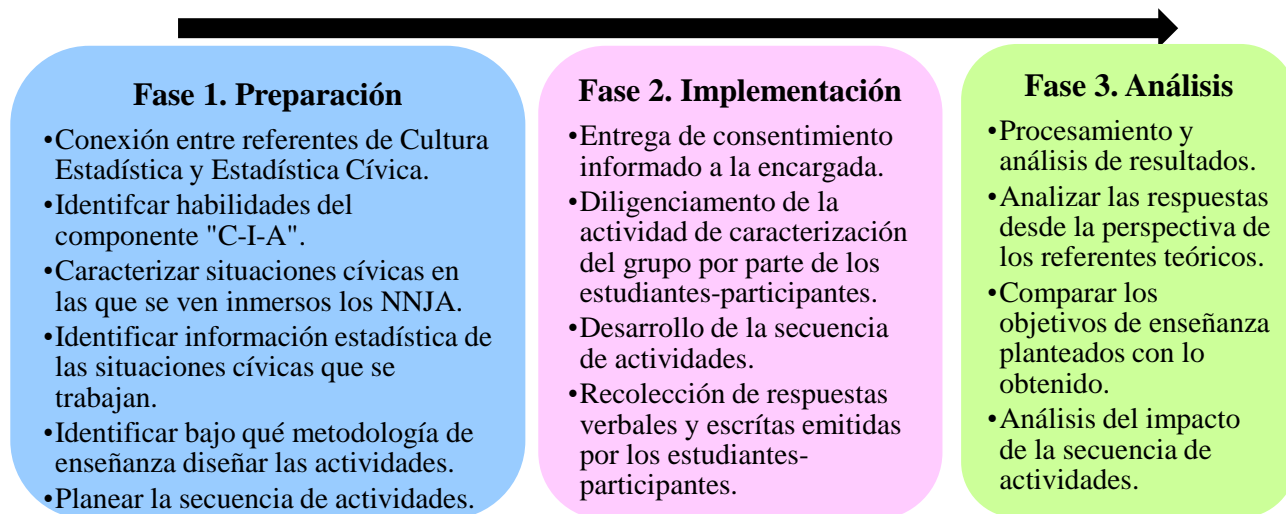 Fase 1. Preparación
•Conexión entre referentes de Cultura
Estadística y Estadística Cívica.
•Identifcar habilidades del
componente "C-I-A".
•Caracterizar situaciones cívicas en
las que se ven inmersos los NNJA.
•Identificar información estadística de
las situaciones cívicas que se
trabajan.
•Identificar bajo qué metodología de
enseñanza diseñar las actividades.
•Planear la secuencia de actividades.
Fase 2. Implementación
•Entrega de consentimiento
informado a la encargada.
•Diligenciamiento de la
actividad de caracterización
del grupo por parte de los
estudiantes-participantes.
•Desarrollo de la secuencia
de actividades.
•Recolección de respuestas
verbales y escrítas emitidas
por los estudiantes-
participantes.
Fase 3. Análisis
•Procesamiento y
análisis de resultados.
•Analizar las respuestas
desde la perspectiva de
los referentes teóricos.
•Comparar los
objetivos de enseñanza
planteados con lo
obtenido.
•Análisis del impacto
de la secuencia de
actividades.